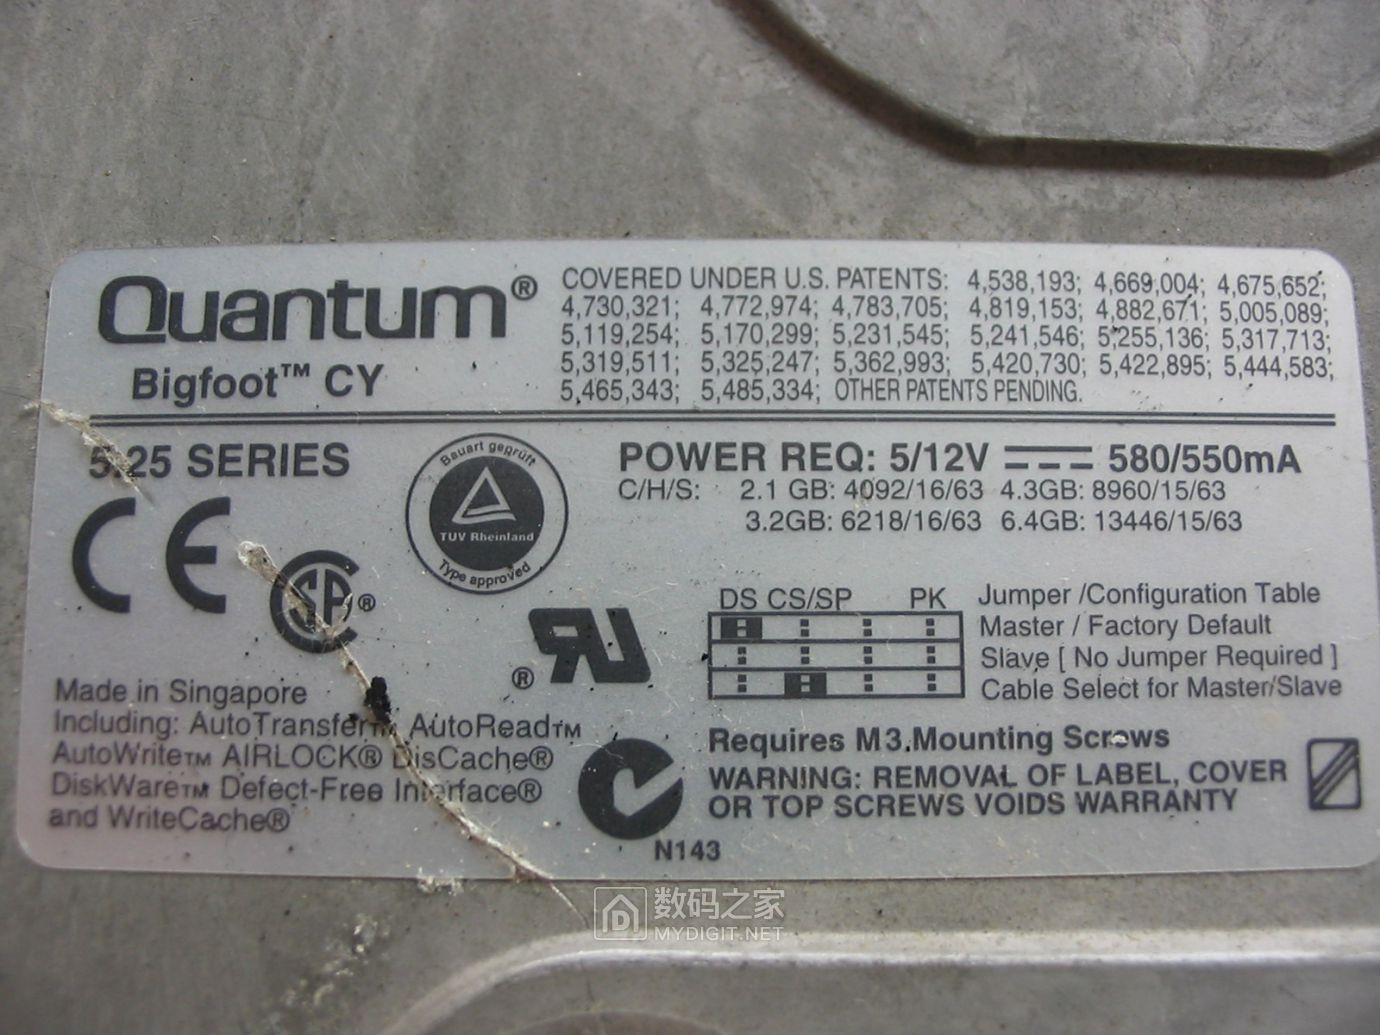 Quantum®
Bigfoot™ CY
COVERED UNDER U.S. PATENTS: 4,538,193; 4,669,004; 4,675,652;
4,730,321; 4,772,974; 4,783,705; 4,819,153; 4,882,671; 5,005,089;
5,119,254; 5,170,299; 5,231,545; 5,241,546; 5,255,136; 5,317,713;
5,319,511; 5,325,247; 5,362,993; 5,420,730; 5,422,895; 5,444,583;
5,465,343; 5,485,334; OTHER PATENTS PENDING.
5.25 SERIES
CE
Bauart geprüft
TUV Rheinland
Type approved
SA®
POWER REQ: 5/12V 580/550mA
C/H/S: 2.1 GB: 4092/16/63 4.3GB: 8960/15/63
3.2GB: 6218/16/63 6.4GB: 13446/15/63
DS CS/SP PK Jumper /Configuration Table
Master / Factory Default
Slave [ No Jumper Required ]
Cable Select for Master/Slave
® RU
Made in Singapore
Including: AutoTransfer™ AutoRead™
AutoWrite™ AIRLOCK® DisCache®
DiskWare™ Defect-Free Interface®
and WriteCache®
N143
Requires M3.Mounting Screws
WARNING: REMOVAL OF LABEL, COVER
OR TOP SCREWS VOIDS WARRANTY
数码之家
MYDIGIT.NET